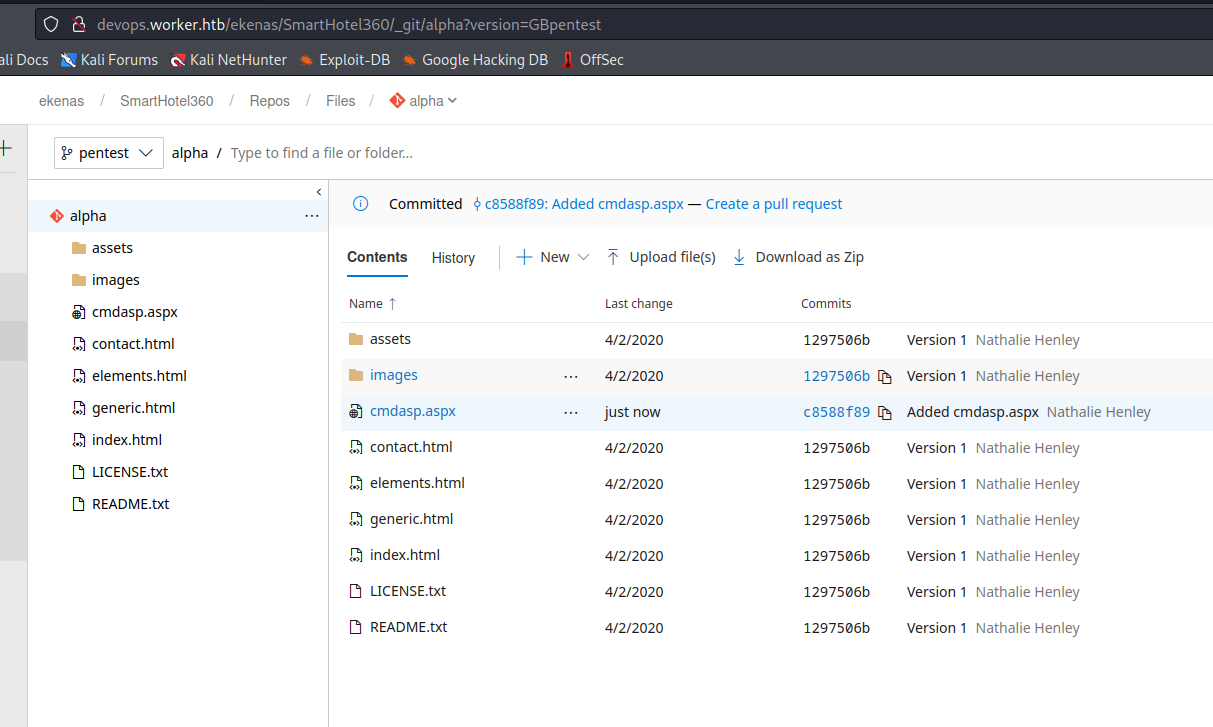 devops.worker.htb/ekenas/SmartHotel360/_git/alpha?version=GBpentest
ali Docs Kali Forums Kali NetHunter Exploit-DB Google Hacking DB OffSec
ekenas / SmartHotel360 / Repos / Files / alpha
pentest alpha / Type to find a file or folder...
alpha ...
assets
images
cmdasp.aspx
contact.html
elements.html
generic.html
index.html
LICENSE.txt
README.txt
Committed c8588f89: Added cmdasp.aspx — Create a pull request
Contents History New Upload file(s) Download as Zip
Name ↑ Last change Commits
assets 4/2/2020 1297506b Version 1 Nathalie Henley
images ... 4/2/2020 1297506b Version 1 Nathalie Henley
cmdasp.aspx ... just now c8588f89 Added cmdasp.aspx Nathalie Henley
contact.html 4/2/2020 1297506b Version 1 Nathalie Henley
elements.html 4/2/2020 1297506b Version 1 Nathalie Henley
generic.html 4/2/2020 1297506b Version 1 Nathalie Henley
index.html 4/2/2020 1297506b Version 1 Nathalie Henley
LICENSE.txt 4/2/2020 1297506b Version 1 Nathalie Henley
README.txt 4/2/2020 1297506b Version 1 Nathalie Henley